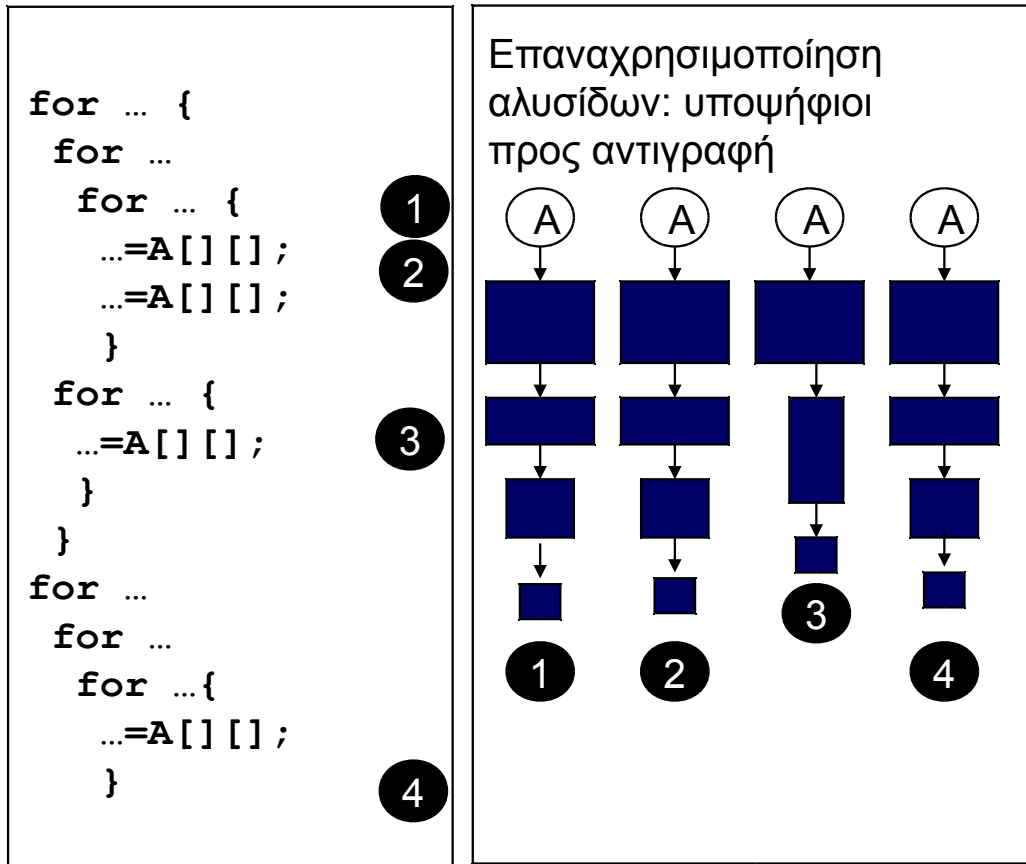 for … {
for …
for … {
1
…=A[][];
2
…=A[][];
}
for … {
…=A[][];
3
}
}
for …
for …
for …{
…=A[][];
}
4
Επαναχρησιμοποίηση
αλυσίδων: υποψήφιοι
προς αντιγραφή
A A A A
3
1 2 4